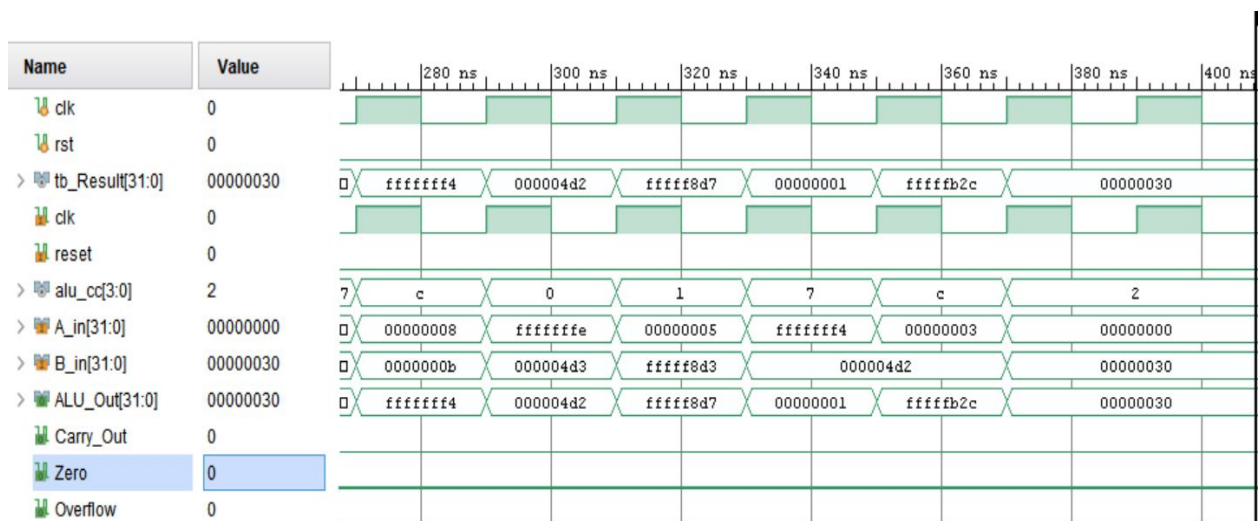 Name Value 280 ns 300 ns 320 ns 340 ns 360 ns 380 ns 400 ns
clk 0
rst 0
> tb_Result[31:0] 00000030 fffffff4 000004d2 fffff8d7 00000001 fffffb2c 00000030
clk 0
reset 0
> alu_cc[3:0] 2 7 c 0 1 7 c 2
> A_in[31:0] 00000000 00000008 fffffffe 00000005 fffffff4 00000003 00000000
> B_in[31:0] 00000030 0000000b 000004d3 fffff8d3 000004d2 00000030
> ALU_Out[31:0] 00000030 fffffff4 000004d2 fffff8d7 00000001 fffffb2c 00000030
Carry_Out 0
Zero 0
Overflow 0